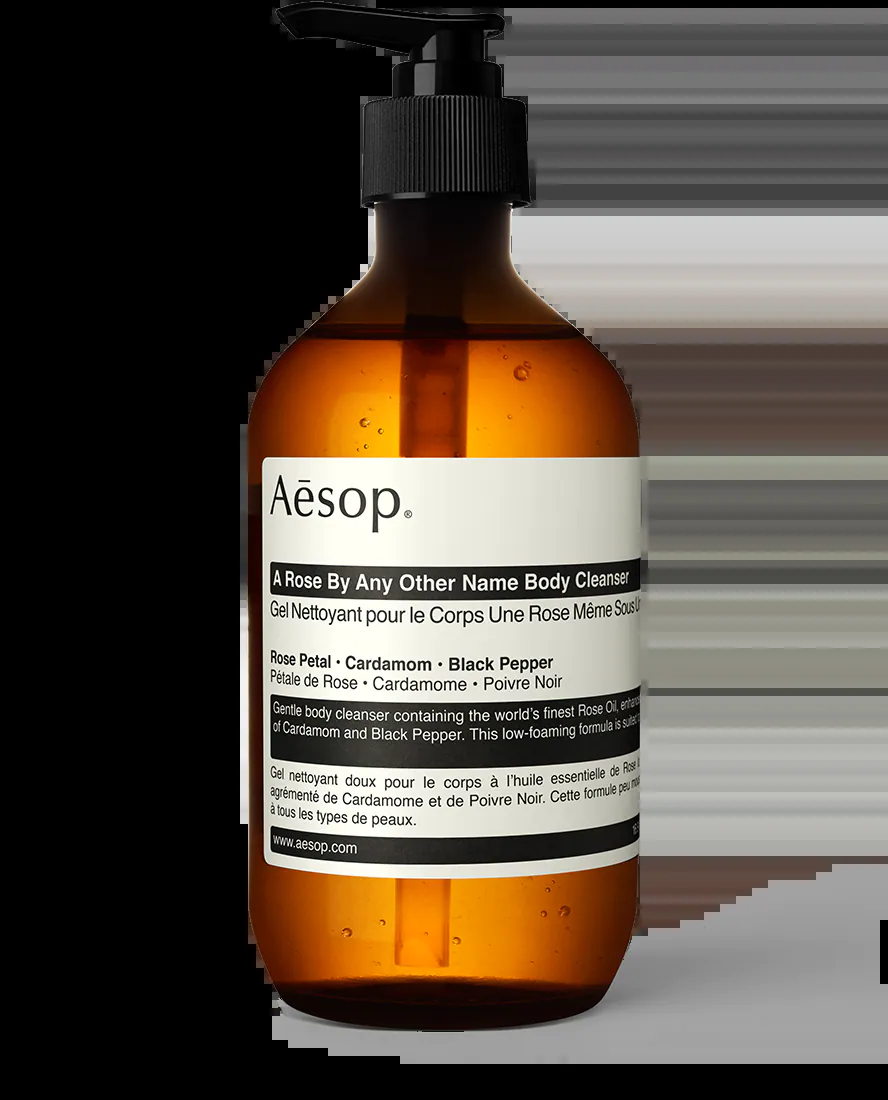 Aēsop.®
A Rose By Any Other Name Body Cleanser
Gel Nettoyant pour le Corps Une Rose Même Sous
Rose Petal • Cardamom • Black Pepper
Pétale de Rose • Cardamome • Poivre Noir
Gentle body cleanser containing the world's finest Rose Oil,
of Cardamom and Black Pepper. This low-foaming formula is suited
Gel nettoyant doux pour le corps à l'huile essentielle de Rose
agrémenté de Cardamome et de Poivre Noir. Cette formule peu
à tous les types de peaux.
www.aesop.com